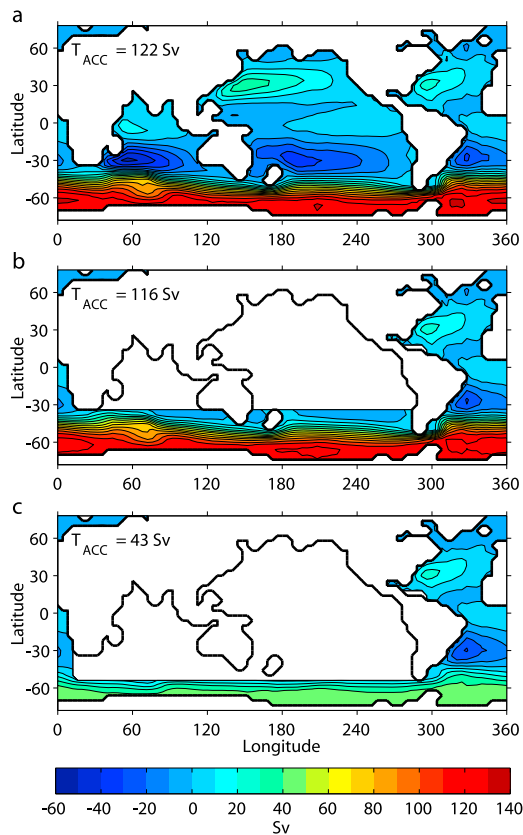 a
60
30
0
-30
-60
Latitude
T_ACC = 122 Sv
0 60 120 180 240 300 360
b
60
30
0
-30
-60
Latitude
T_ACC = 116 Sv
0 60 120 180 240 300 360
c
60
30
0
-30
-60
Latitude
T_ACC = 43 Sv
0 60 120 180 240 300 360
Longitude
-60 -40 -20 0 20 40 60 80 100 120 140
Sv